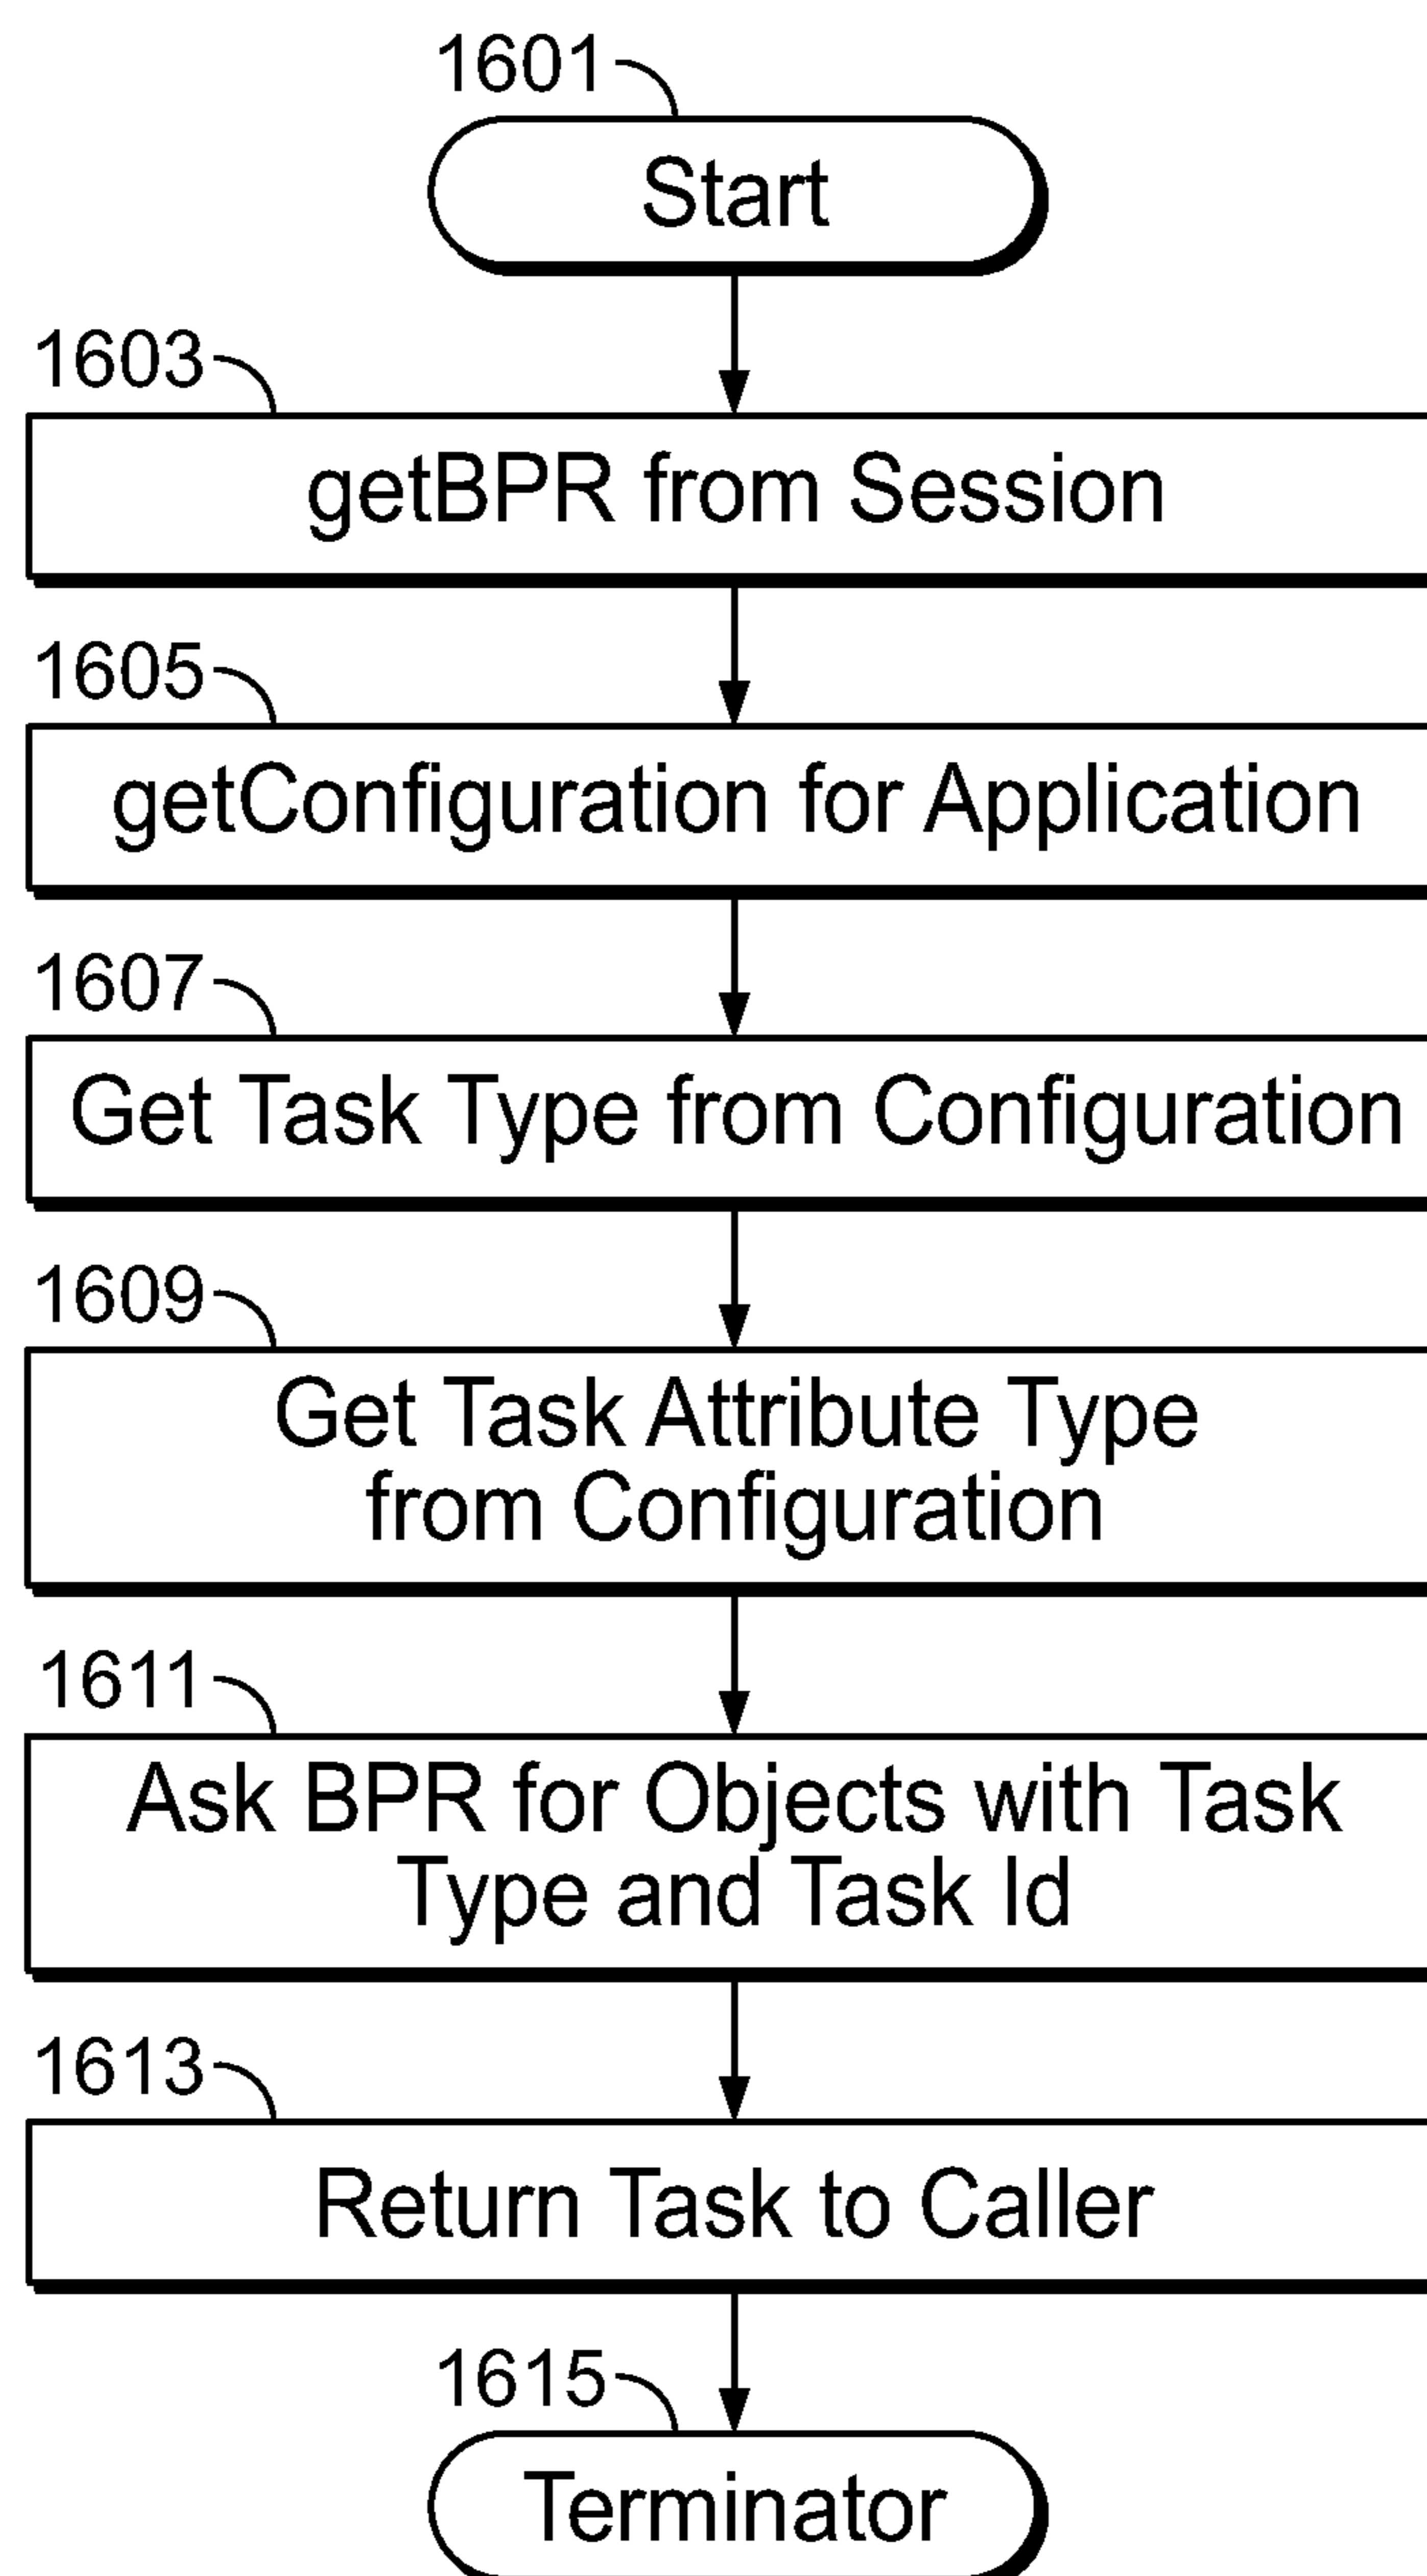 1601
Start
1603
getBPR from Session
1605
getConfiguration for Application
1607
Get Task Type from Configuration
1609
Get Task Attribute Type
from Configuration
1611
Ask BPR for Objects with Task
Type and Task Id
1613
Return Task to Caller
1615
Terminator